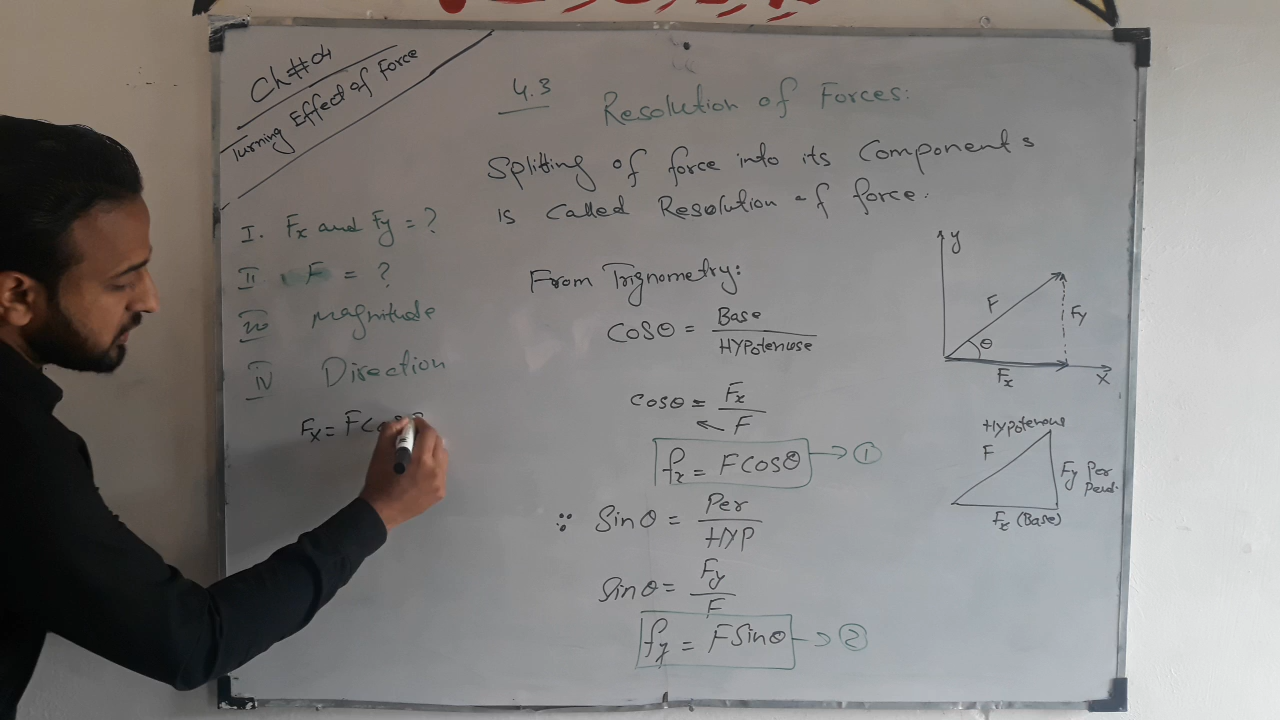 Ch#04
Turning Effect of Force
4.3 Resolution of Forces:
Splitting of force into its Components
is Called Resolution of force.
I. Fx and Fy = ?
II. F = ?
III Magnitude
IV Direction
Fx = FCos
From Trignometry:
Cosθ = Base / HYPotenuse
Cosθ = Fx / F
fx = FCosθ → ①
∵ Sinθ = Per / HYP
Sinθ = Fy / F
fy = FSinθ → ②
y
F
θ
Fy
Fx
X
Hypotenous
F
Fy Per
Pend.
Fx (Base)